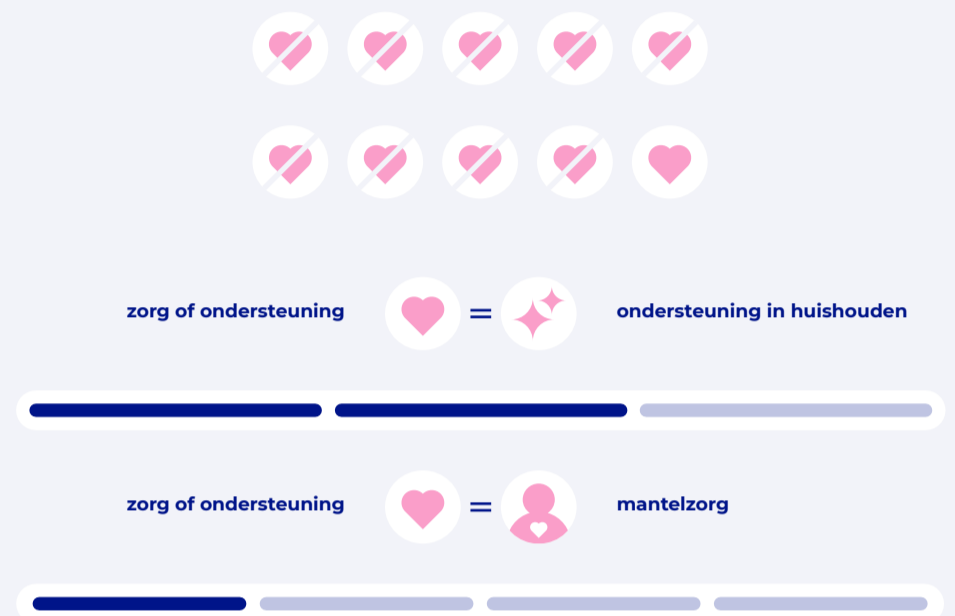 zorg of ondersteuning = ondersteuning in huishouden
zorg of ondersteuning = mantelzorg